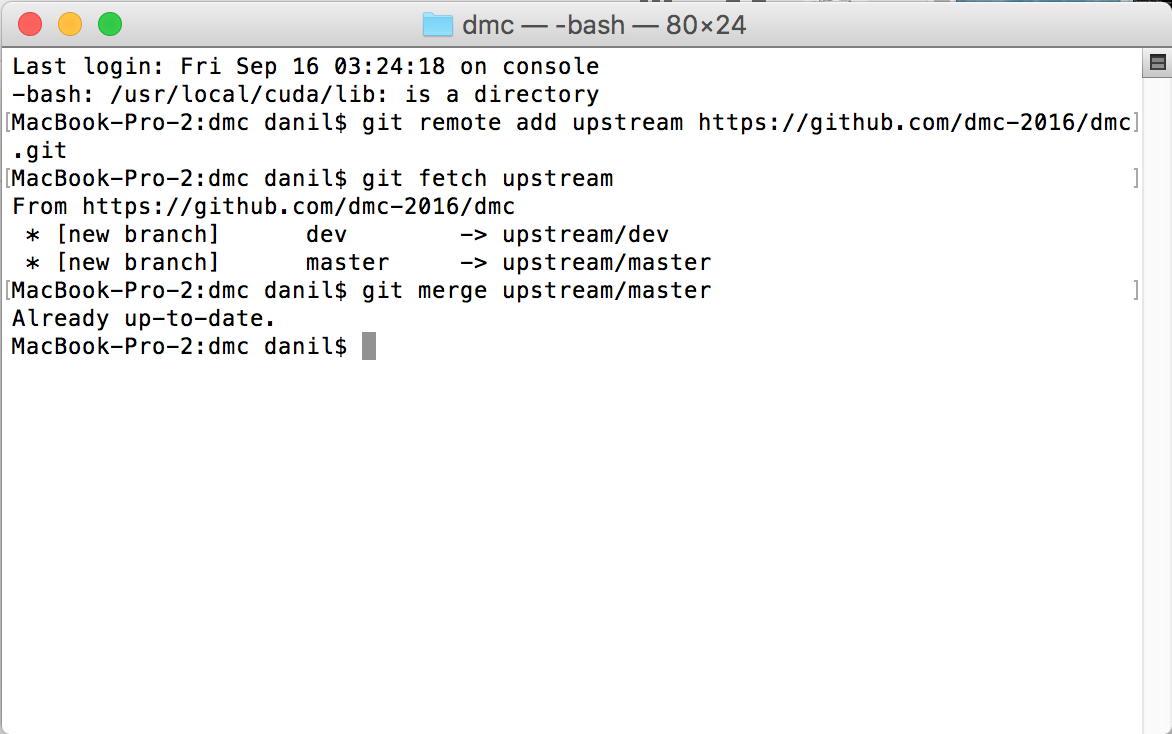 dmc — -bash — 80×24
Last login: Fri Sep 16 03:24:18 on console
-bash: /usr/local/cuda/lib: is a directory
[MacBook-Pro-2:dmc danil$ git remote add upstream https://github.com/dmc-2016/dmc]
.git
[MacBook-Pro-2:dmc danil$ git fetch upstream ]
From https://github.com/dmc-2016/dmc
 * [new branch]      dev        -> upstream/dev
 * [new branch]      master     -> upstream/master
[MacBook-Pro-2:dmc danil$ git merge upstream/master ]
Already up-to-date.
MacBook-Pro-2:dmc danil$